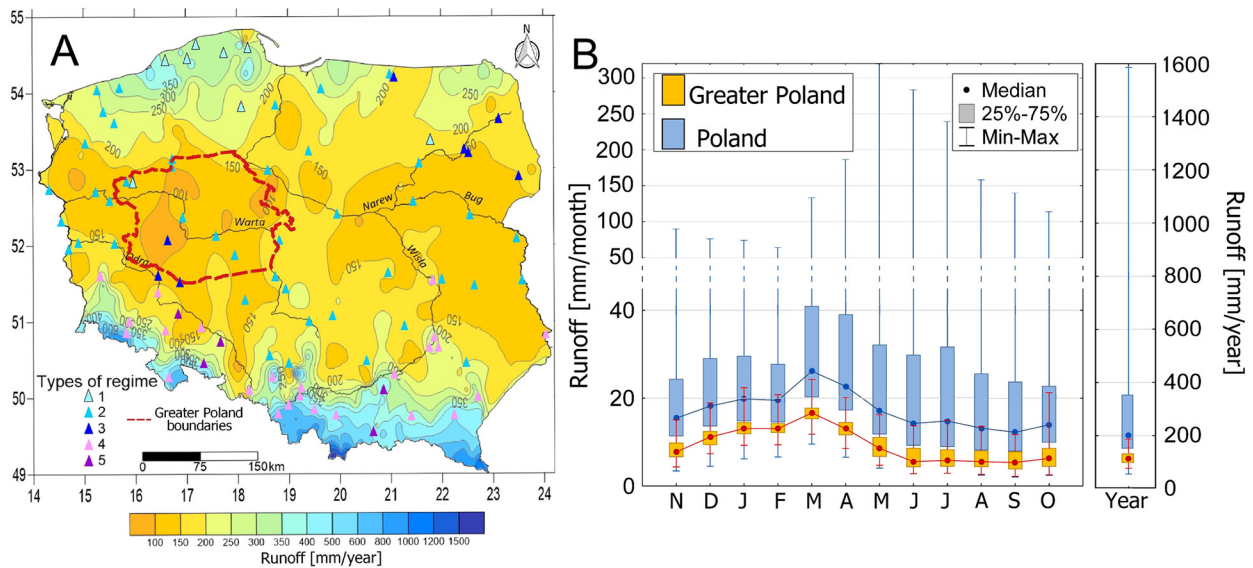 A
N
55
54
53
52
51
50
49
14
15
16
17
18
19
20
21
22
23
24
350
300
250
200
200
200
250
200
150
150
100
150
150
150
150
150
200
Narew
Bug
Warta
Odra
Wisła
Types of regime
1
2
3
4
5
Greater Poland
boundaries
0
75
150km
100 150 200 250 300 350 400 500 600 800 1000 1200 1500
Runoff [mm/year]
B
Runoff [mm/month]
300
250
200
150
100
50
40
20
0
Greater Poland
Poland
Median
25%-75%
Min-Max
N D J F M A M J J A S O
1600
1400
1200
1000
800
600
400
200
0
Year
Runoff [mm/year]